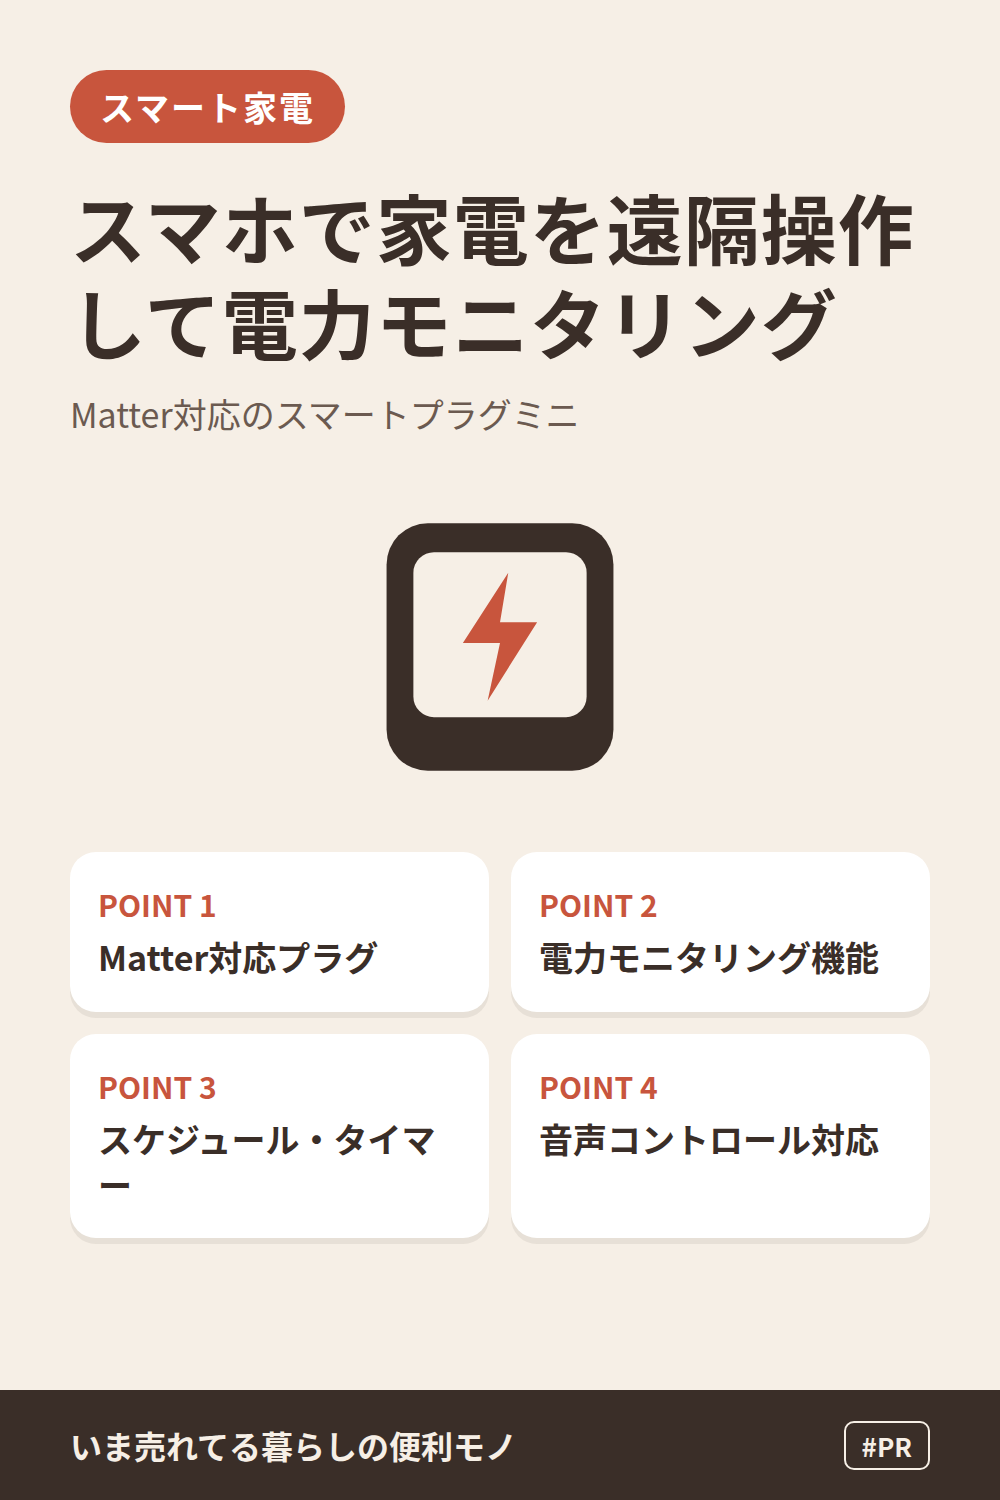 スマート家電
スマホで家電を遠隔操作
して電力モニタリング
Matter対応のスマートプラグミニ
POINT 1
Matter対応プラグ
POINT 2
電力モニタリング機能
POINT 3
スケジュール・タイマ
ー
POINT 4
音声コントロール対応
いま売れてる暮らしの便利モノ
#PR